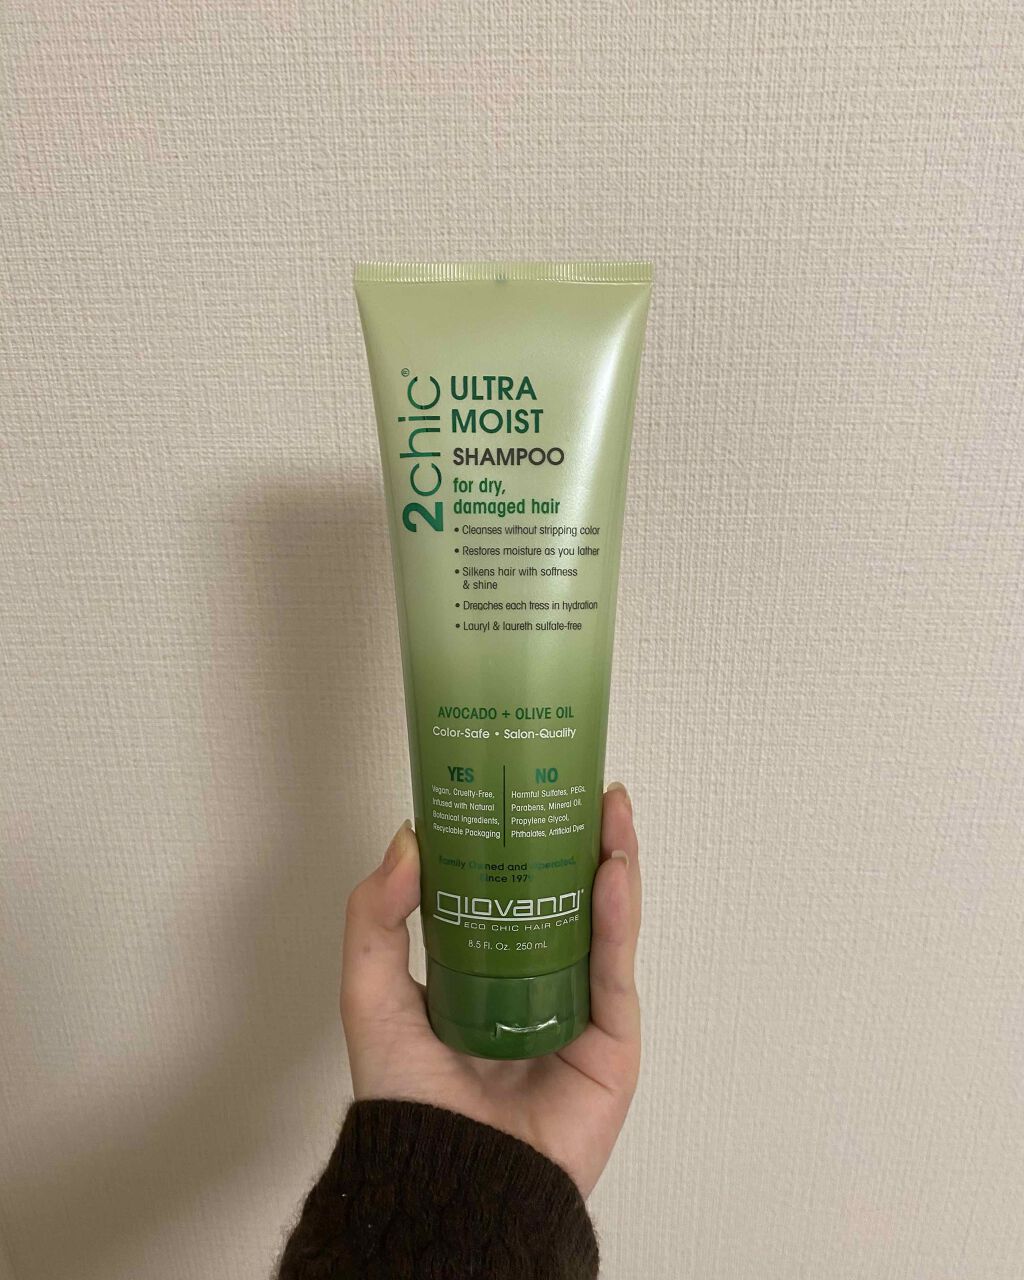 2chic®
ULTRA
MOIST
SHAMPOO
for dry,
damaged hair
• Cleanses without stripping color
• Restores moisture as you lather
• Silkens hair with softness
& shine
• Drenches each tress in hydration
• Lauryl & laureth sulfate-free
AVOCADO + OLIVE OIL
Color-Safe • Salon-Quality
YES
Vegan, Cruelty-Free,
Infused with Natural
Botanical Ingredients,
Recyclable Packaging
NO
Harmful Sulfates, PEGs,
Parabens, Mineral Oil,
Propylene Glycol,
Phthalates, Artificial Dyes
Family Owned and Operated,
Since 1979
giovanni®
ECO CHIC HAIR CARE
8.5 Fl. Oz. 250 mL